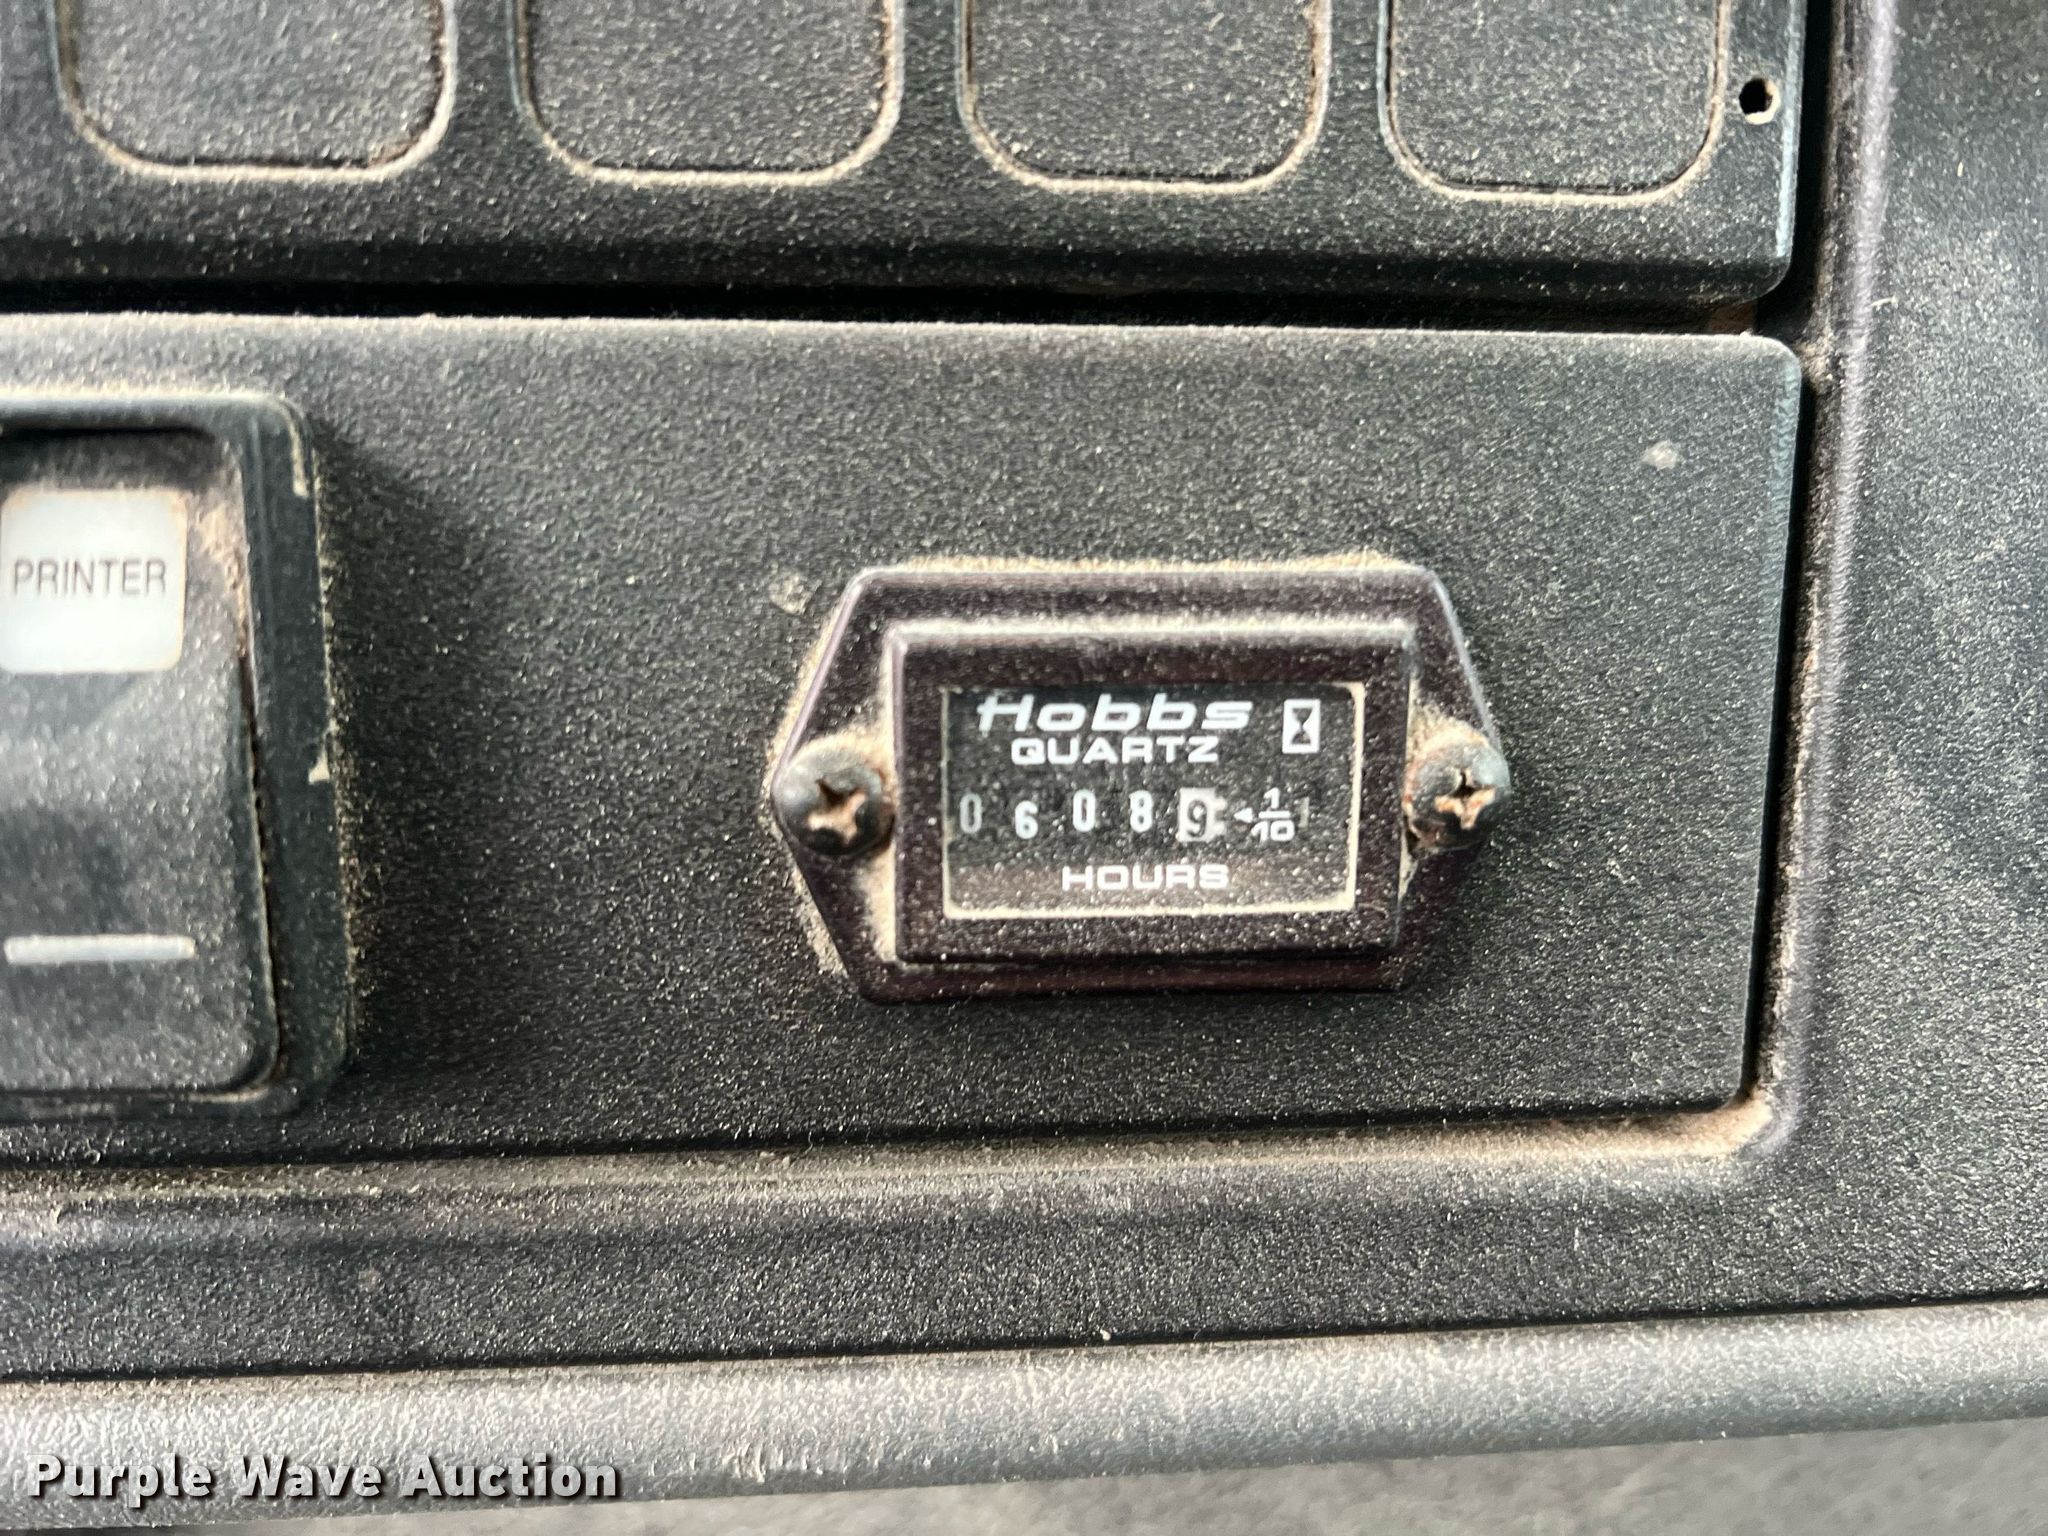 PRINTER
Hobbs
QUARTZ
0 6 0 8 9 1/10
HOURS
Purple Wave Auction